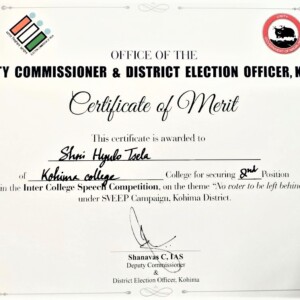 OFFICE OF THE
TY COMMISSIONER & DISTRICT ELECTION OFFICER, K
Certificate of Merit
This certificate is awarded to
Shri Hyulo Tsela
of Kohima college College for securing 2nd Position
in the Inter College Speech Competition, on the theme "No voter to be left behin
under SVEEP Campaign, Kohima District.
Shanavas C, IAS
Deputy Commissioner
&
District Election Officer, Kohima